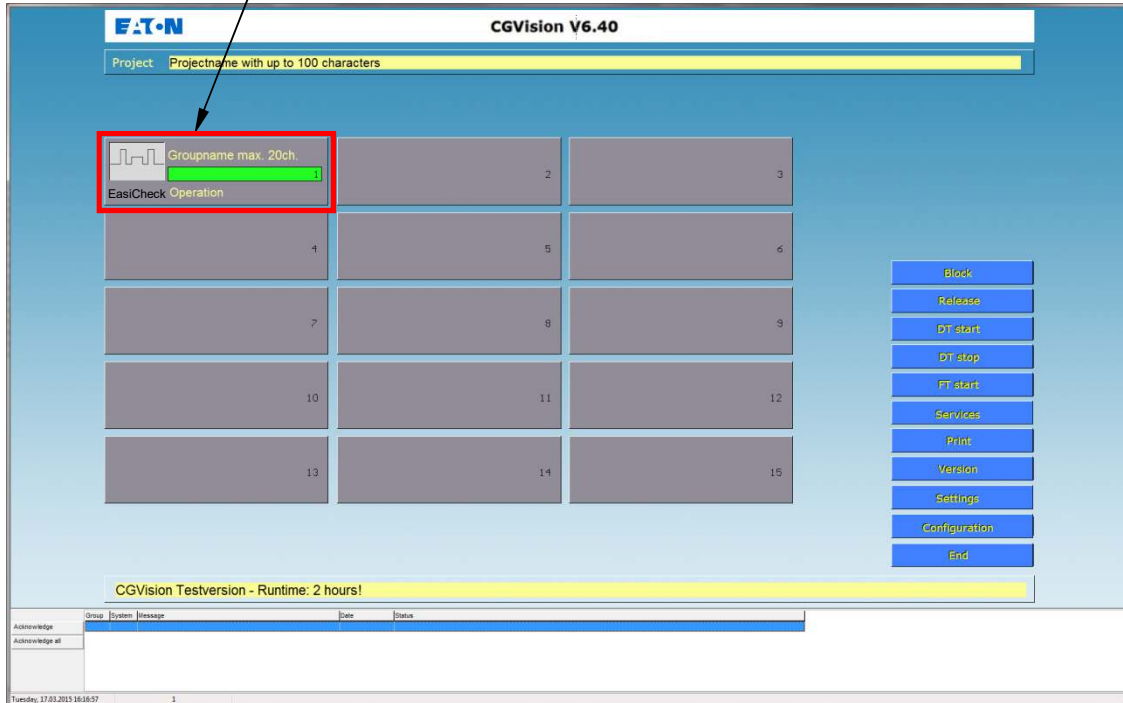 EATON CGVision V6.40
Project Projectname with up to 100 characters
Groupname max. 20ch.
1
EasiCheck Operation
2
3
4
5
6
7
8
9
10
11
12
13
14
15
Block
Release
DT start
DT stop
FT start
Services
Print
Version
Settings
Configuration
End
CGVision Testversion - Runtime: 2 hours!
Group System Message Date Status
Acknowledge
Acknowledge all
Tuesday, 17.03.2015 16:16:57 1